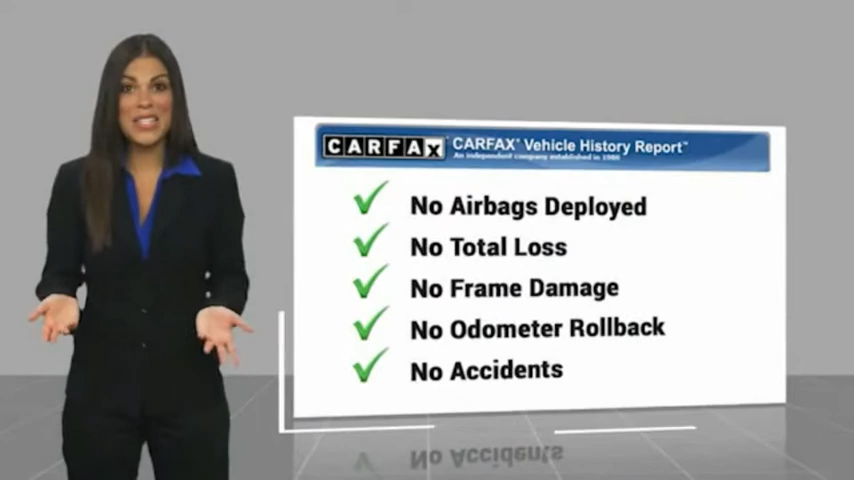 CARFAX CARFAX® Vehicle History Report™
An independent company established in 1986
No Airbags Deployed
No Total Loss
No Frame Damage
No Odometer Rollback
No Accidents
No Accidents